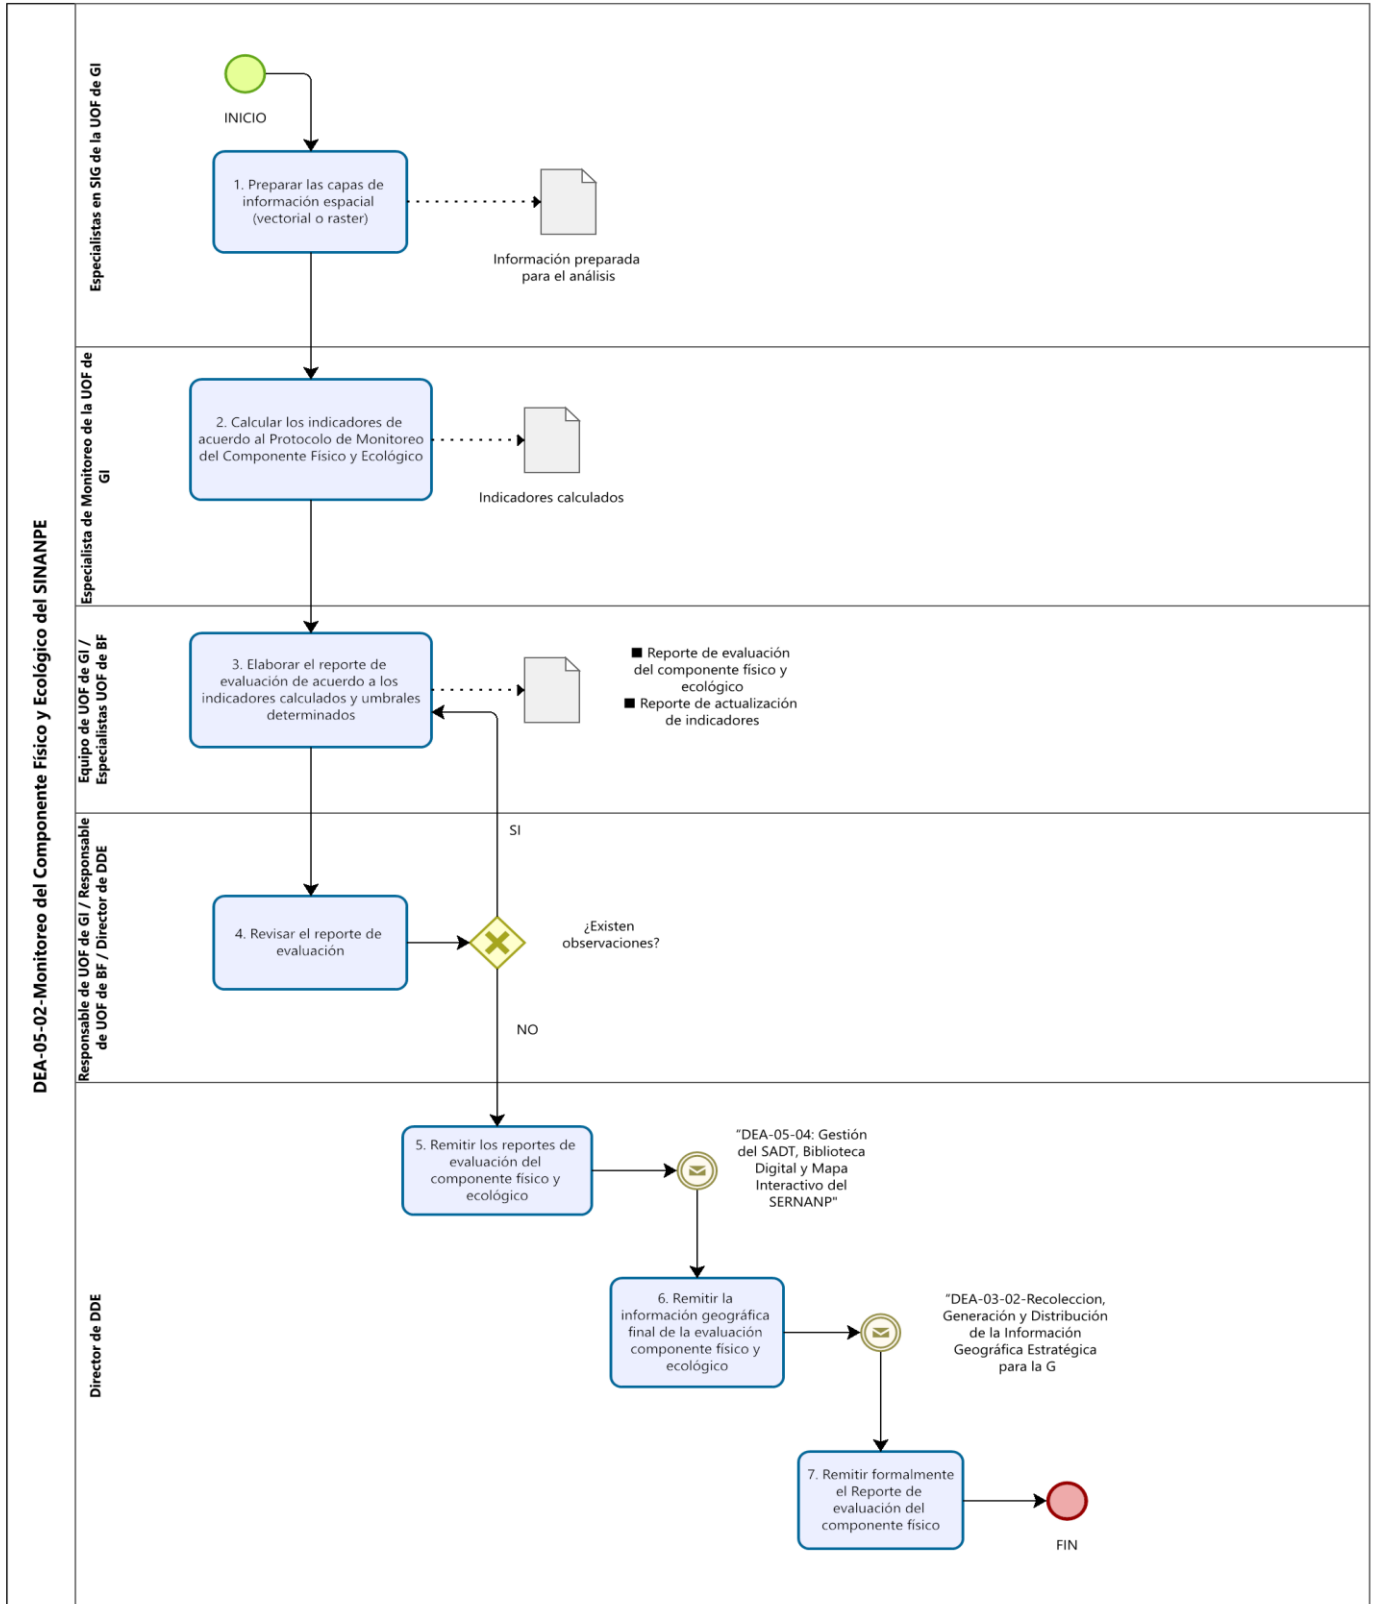 DEA-05-02-Monitoreo del Componente Físico y Ecológico del SINANPE
Especialistas en SIG de la UOF de GI
INICIO
1. Preparar las capas de
información espacial
(vectorial o raster)
Información preparada
para el análisis
Especialista de Monitoreo de la UOF de
GI
2. Calcular los indicadores de
acuerdo al Protocolo de Monitoreo
del Componente Físico y Ecológico
Indicadores calculados
Equipo de UOF de GI /
Especialistas UOF de BF
3. Elaborar el reporte de
evaluación de acuerdo a los
indicadores calculados y umbrales
determinados
■ Reporte de evaluación
del componente físico y
ecológico
■ Reporte de actualización
de indicadores
Responsable de UOF de GI / Responsable
de UOF de BF / Director de DDE
SI
4. Revisar el reporte de
evaluación
¿Existen
observaciones?
NO
Director de DDE
5. Remitir los reportes de
evaluación del
componente físico y
ecológico
"DEA-05-04: Gestión
del SADT, Biblioteca
Digital y Mapa
Interactivo del
SERNANP"
6. Remitir la
información geográfica
final de la evaluación
componente físico y
ecológico
"DEA-03-02-Recoleccion,
Generación y Distribución
de la Información
Geográfica Estratégica
para la G
7. Remitir formalmente
el Reporte de
evaluación del
componente físico
FIN